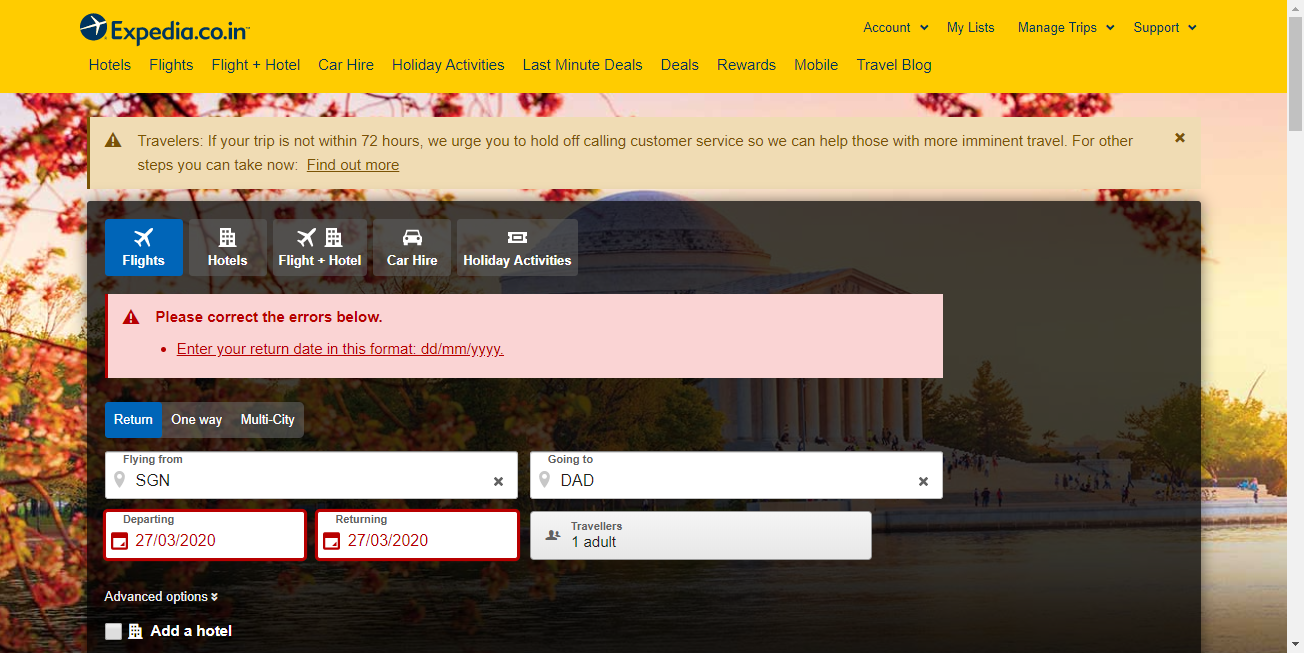 Expedia.co.in™
Account My Lists Manage Trips Support
Hotels Flights Flight + Hotel Car Hire Holiday Activities Last Minute Deals Deals Rewards Mobile Travel Blog
Travelers: If your trip is not within 72 hours, we urge you to hold off calling customer service so we can help those with more imminent travel. For other
steps you can take now: Find out more
Flights Hotels Flight + Hotel Car Hire Holiday Activities
Please correct the errors below.
• Enter your return date in this format: dd/mm/yyyy.
Return One way Multi-City
Flying from Going to
SGN DAD
Departing Returning Travellers
27/03/2020 27/03/2020 1 adult
Advanced options
Add a hotel